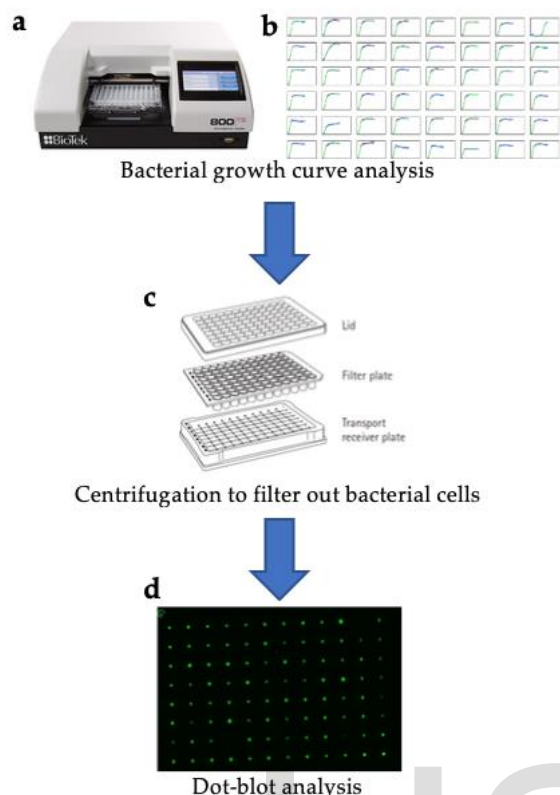 a
b
800 TS
BioTek
Bacterial growth curve analysis
c
Lid
Filter plate
Transport
receiver plate
Centrifugation to filter out bacterial cells
d
Dot-blot analysis